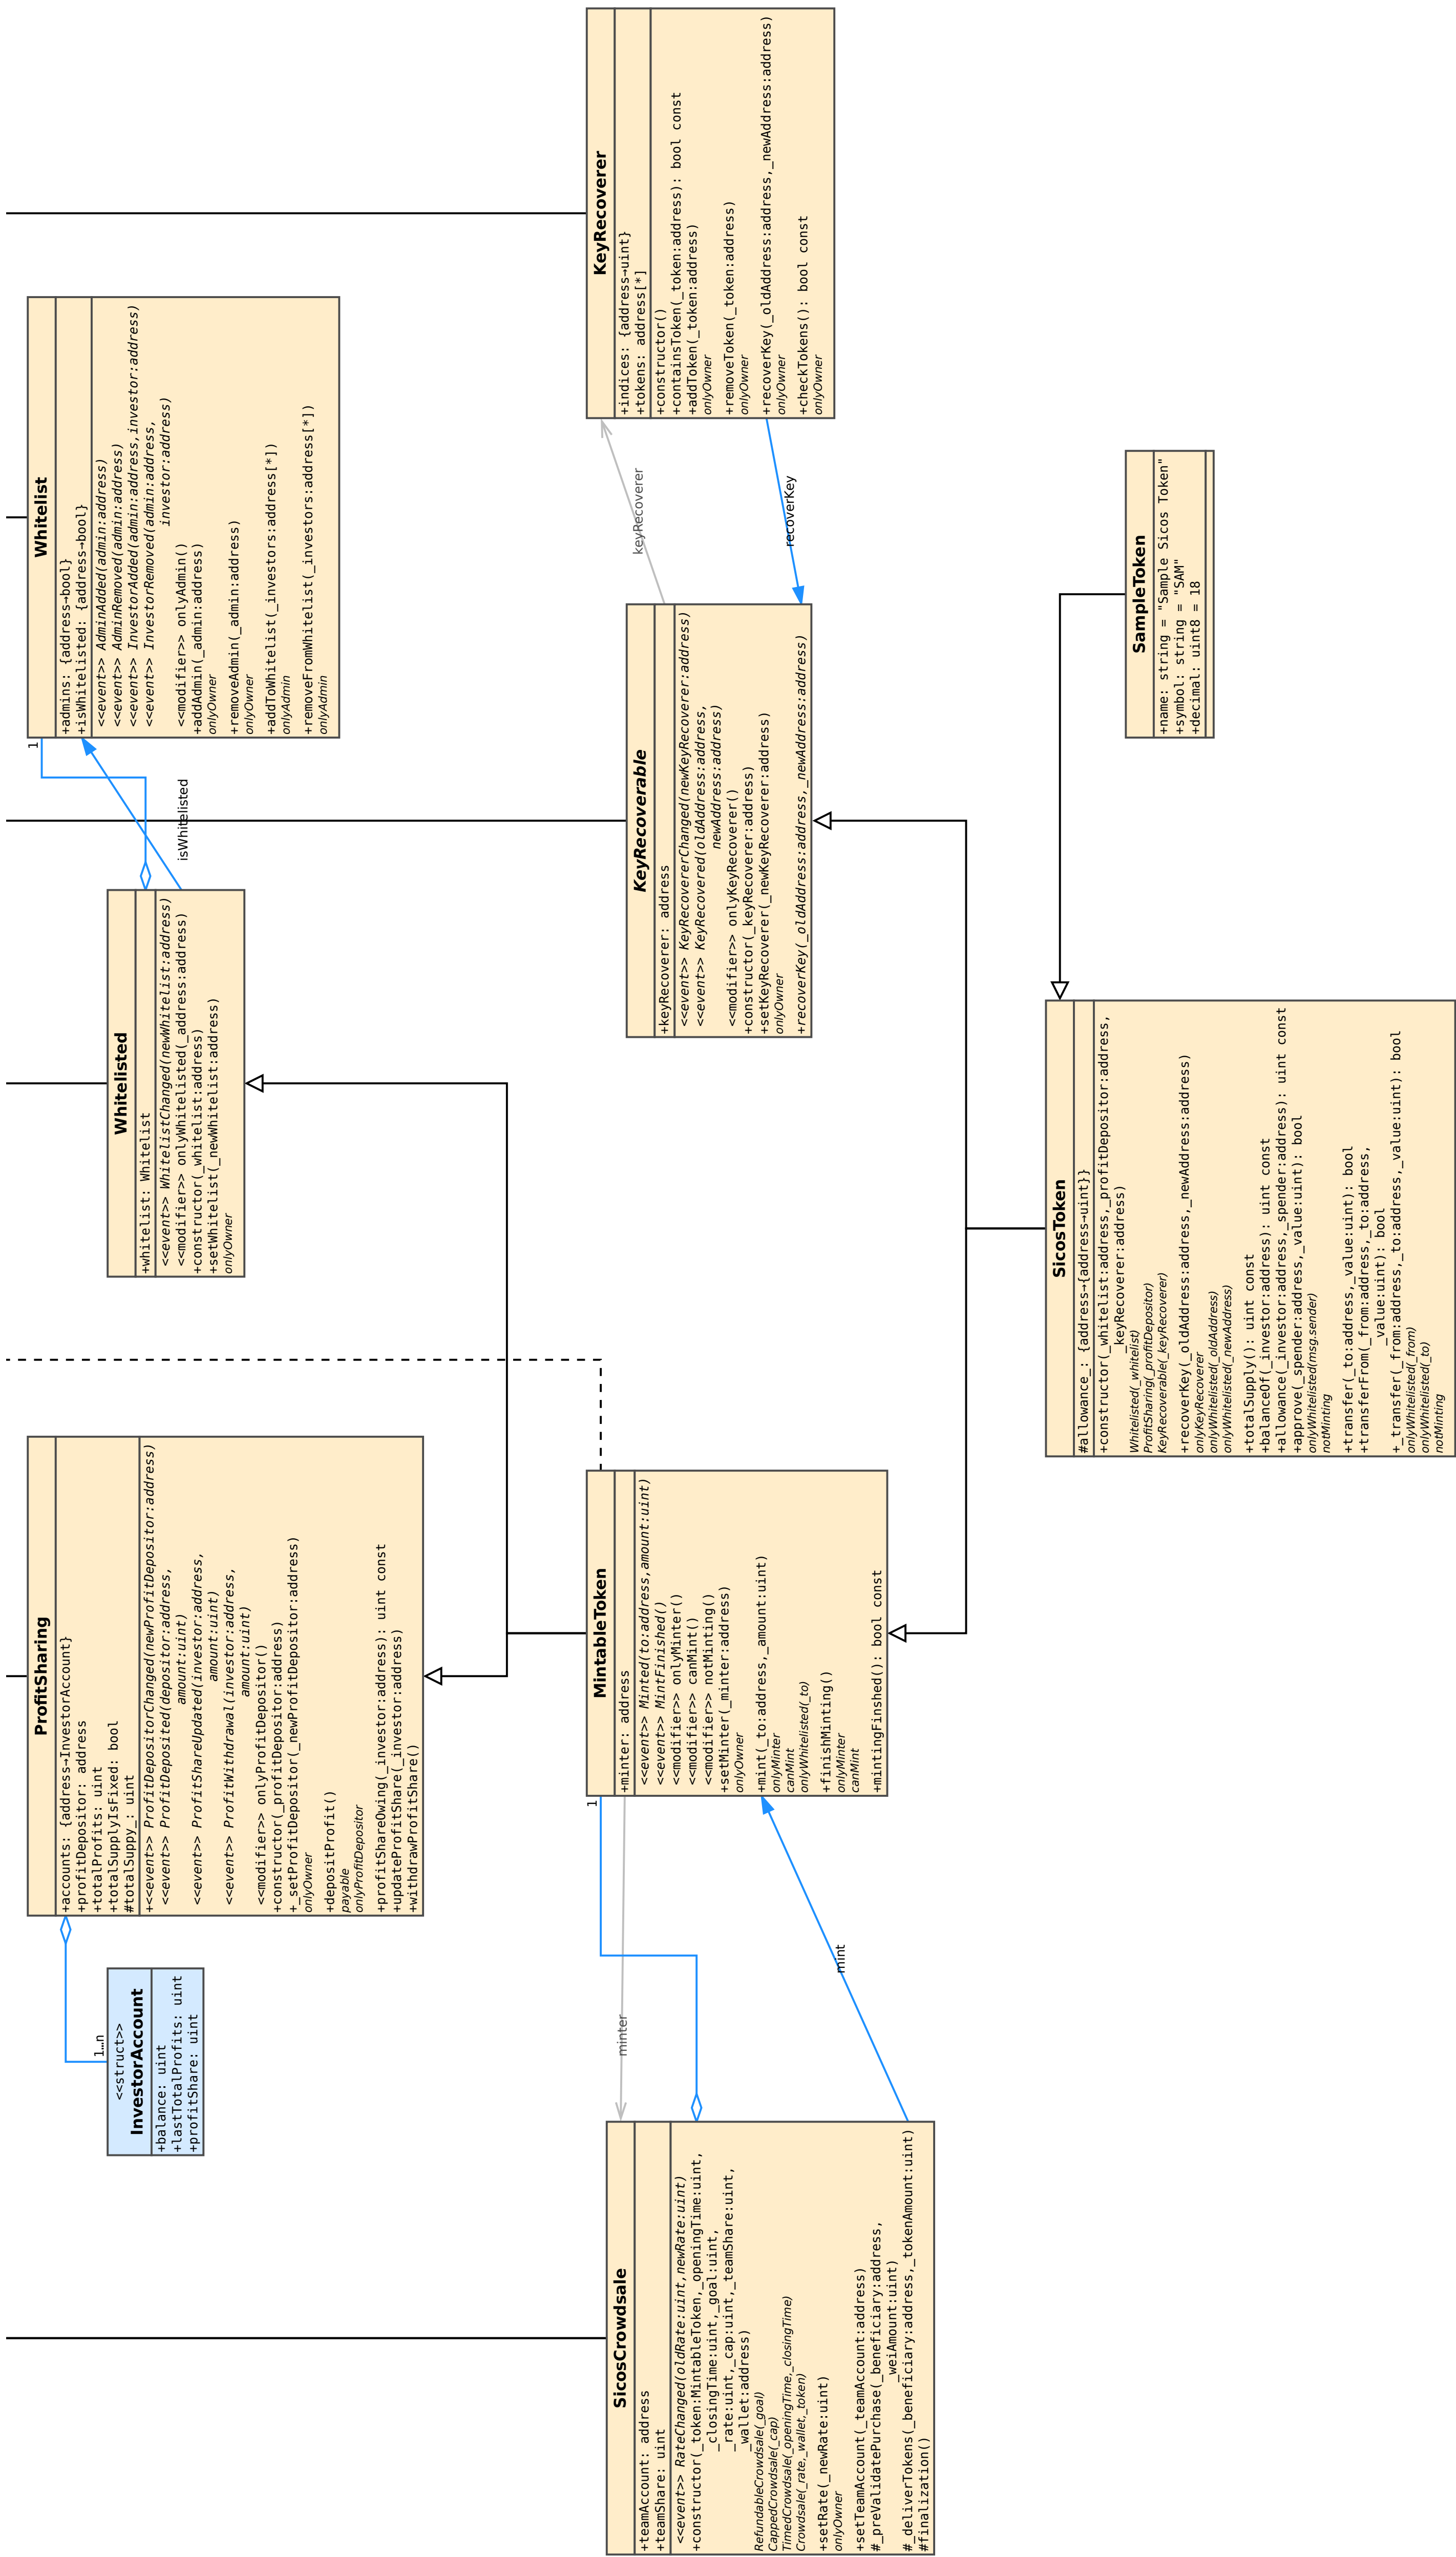 ProfitSharing
+accounts: {address→InvestorAccount}
+profitDepositor: address
+totalProfits: uint
+totalSupplyIsFixed: bool
#totalSuppy_: uint
+<<event>> ProfitDepositorChanged(newProfitDepositor:address)
<<event>> ProfitDeposited(depositor:address,
amount:uint)
<<event>> ProfitShareUpdated(investor:address,
amount:uint)
<<event>> ProfitWithdrawal(investor:address,
amount:uint)
<<modifier>> onlyProfitDepositor()
+constructor(_profitDepositor:address)
+_setProfitDepositor(_newProfitDepositor:address)
onlyOwner
+depositProfit()
payable
onlyProfitDepositor
+profitShareOwing(_investor:address): uint const
+updateProfitShare(_investor:address)
+withdrawProfitShare()
1…n
<<struct>>
InvestorAccount
+balance: uint
+lastTotalProfits: uint
+profitShare: uint
Whitelisted
+whitelist: Whitelist
<<event>> WhitelistChanged(newWhitelist:address)
<<modifier>> onlyWhitelisted(_address:address)
+constructor(_whitelist:address)
+setWhitelist(_newWhitelist:address)
onlyOwner
1
isWhitelisted
Whitelist
+admins: {address→bool}
+isWhitelisted: {address→bool}
<<event>> AdminAdded(admin:address)
<<event>> AdminRemoved(admin:address)
<<event>> InvestorAdded(admin:address,investor:address)
<<event>> InvestorRemoved(admin:address,
investor:address)
<<modifier>> onlyAdmin()
+addAdmin(_admin:address)
onlyOwner
+removeAdmin(_admin:address)
onlyOwner
+addToWhitelist(_investors:address[*])
onlyAdmin
+removeFromWhitelist(_investors:address[*])
onlyAdmin
SicosCrowdsale
+teamAccount: address
+teamShare: uint
<<event>> RateChanged(oldRate:uint,newRate:uint)
+constructor(_token:MintableToken,_openingTime:uint,
_closingTime:uint,_goal:uint,
_rate:uint,_cap:uint,_teamShare:uint,
_wallet:address)
RefundableCrowdsale(_goal)
CappedCrowdsale(_cap)
TimedCrowdsale(_openingTime,_closingTime)
Crowdsale(_rate,_wallet,_token)
+setRate(_newRate:uint)
onlyOwner
+setTeamAccount(_teamAccount:address)
#_preValidatePurchase(_beneficiary:address,
_weiAmount:uint)
#_deliverTokens(_beneficiary:address,_tokenAmount:uint)
#finalization()
1
minter
mint
MintableToken
+minter: address
<<event>> Minted(to:address,amount:uint)
<<event>> MintFinished()
<<modifier>> onlyMinter()
<<modifier>> canMint()
<<modifier>> notMinting()
+setMinter(_minter:address)
onlyOwner
+mint(_to:address,_amount:uint)
onlyMinter
canMint
onlyWhitelisted(_to)
+finishMinting()
onlyMinter
canMint
+mintingFinished(): bool const
KeyRecoverable
+keyRecoverer: address
<<event>> KeyRecovererChanged(newKeyRecoverer:address)
<<event>> KeyRecovered(oldAddress:address,
newAddress:address)
<<modifier>> onlyKeyRecoverer()
+constructor(_keyRecoverer:address)
+setKeyRecoverer(_newKeyRecoverer:address)
onlyOwner
+recoverKey(_oldAddress:address,_newAddress:address)
keyRecoverer
recoverKey
KeyRecoverer
+indices: {address→uint}
+tokens: address[*]
+constructor()
+containsToken(_token:address): bool const
+addToken(_token:address)
onlyOwner
+removeToken(_token:address)
onlyOwner
+recoverKey(_oldAddress:address,_newAddress:address)
onlyOwner
+checkTokens(): bool const
onlyOwner
SicosToken
#allowance_: {address→{address→uint}}
+constructor(_whitelist:address,_profitDepositor:address,
_keyRecoverer:address)
Whitelisted(_whitelist)
ProfitSharing(_profitDepositor)
KeyRecoverable(_keyRecoverer)
+recoverKey(_oldAddress:address,_newAddress:address)
onlyKeyRecoverer
onlyWhitelisted(_oldAddress)
onlyWhitelisted(_newAddress)
+totalSupply(): uint const
+balanceOf(_investor:address): uint const
+allowance(_investor:address,_spender:address): uint const
+approve(_spender:address,_value:uint): bool
onlyWhitelisted(msg.sender)
notMinting
+transfer(_to:address,_value:uint): bool
+transferFrom(_from:address,_to:address,
_value:uint): bool
+_transfer(_from:address,_to:address,_value:uint): bool
onlyWhitelisted(_from)
onlyWhitelisted(_to)
notMinting
SampleToken
+name: string = "Sample Sicos Token"
+symbol: string = "SAM"
+decimal: uint8 = 18